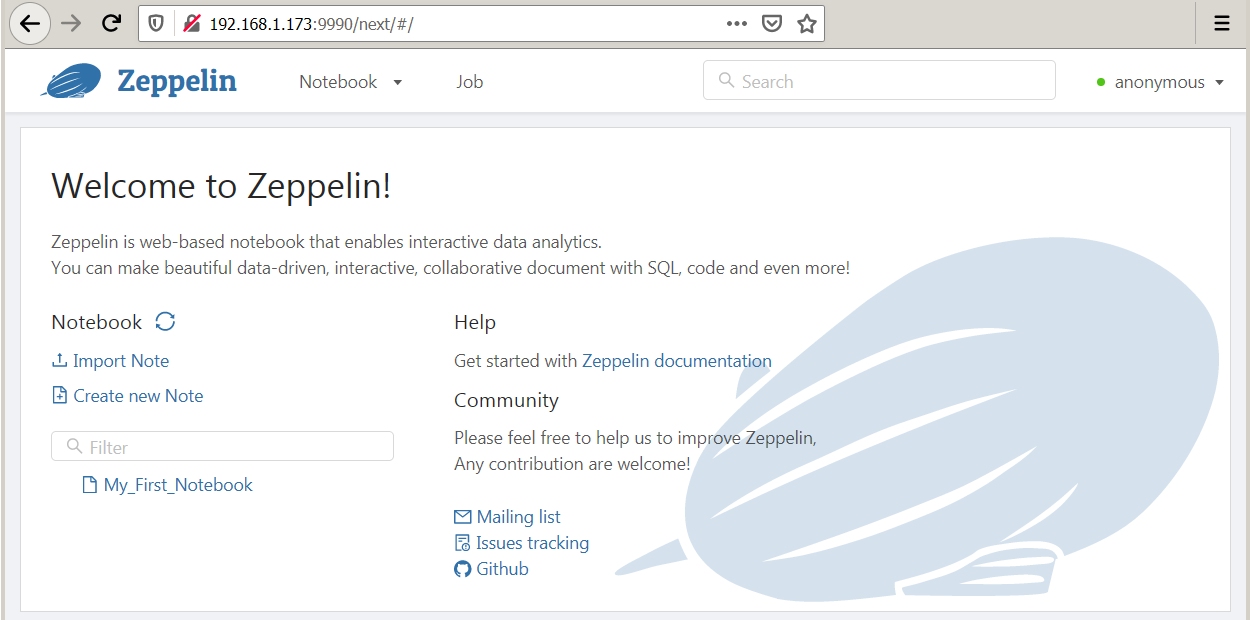 192.168.1.173:9990/next/#/
Zeppelin Notebook Job Search anonymous
Welcome to Zeppelin!
Zeppelin is web-based notebook that enables interactive data analytics.
You can make beautiful data-driven, interactive, collaborative document with SQL, code and even more!
Notebook
Import Note
Create new Note
Filter
My_First_Notebook
Help
Get started with Zeppelin documentation
Community
Please feel free to help us to improve Zeppelin,
Any contribution are welcome!
Mailing list
Issues tracking
Github